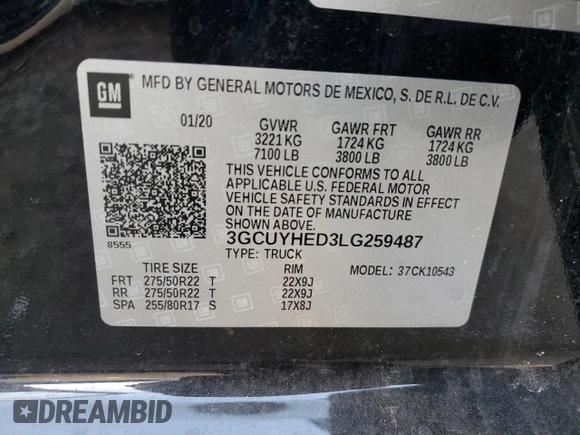 GM
MFD BY GENERAL MOTORS DE MEXICO, S. DE R.L. DE C.V.
01/20 GVWR GAWR FRT GAWR RR
3221 KG 1724 KG 1724 KG
7100 LB 3800 LB 3800 LB
THIS VEHICLE CONFORMS TO ALL
APPLICABLE U.S. FEDERAL MOTOR
VEHICLE SAFETY STANDARDS IN EFFECT
ON THE DATE OF MANUFACTURE
SHOWN ABOVE.
8555 3GCUYHED3LG259487
TYPE: TRUCK MODEL: 37CK10543
TIRE SIZE RIM
FRT 275/50R22 T 22X9J
RR 275/50R22 T 22X9J
SPA 255/80R17 S 17X8J
DREAMBID